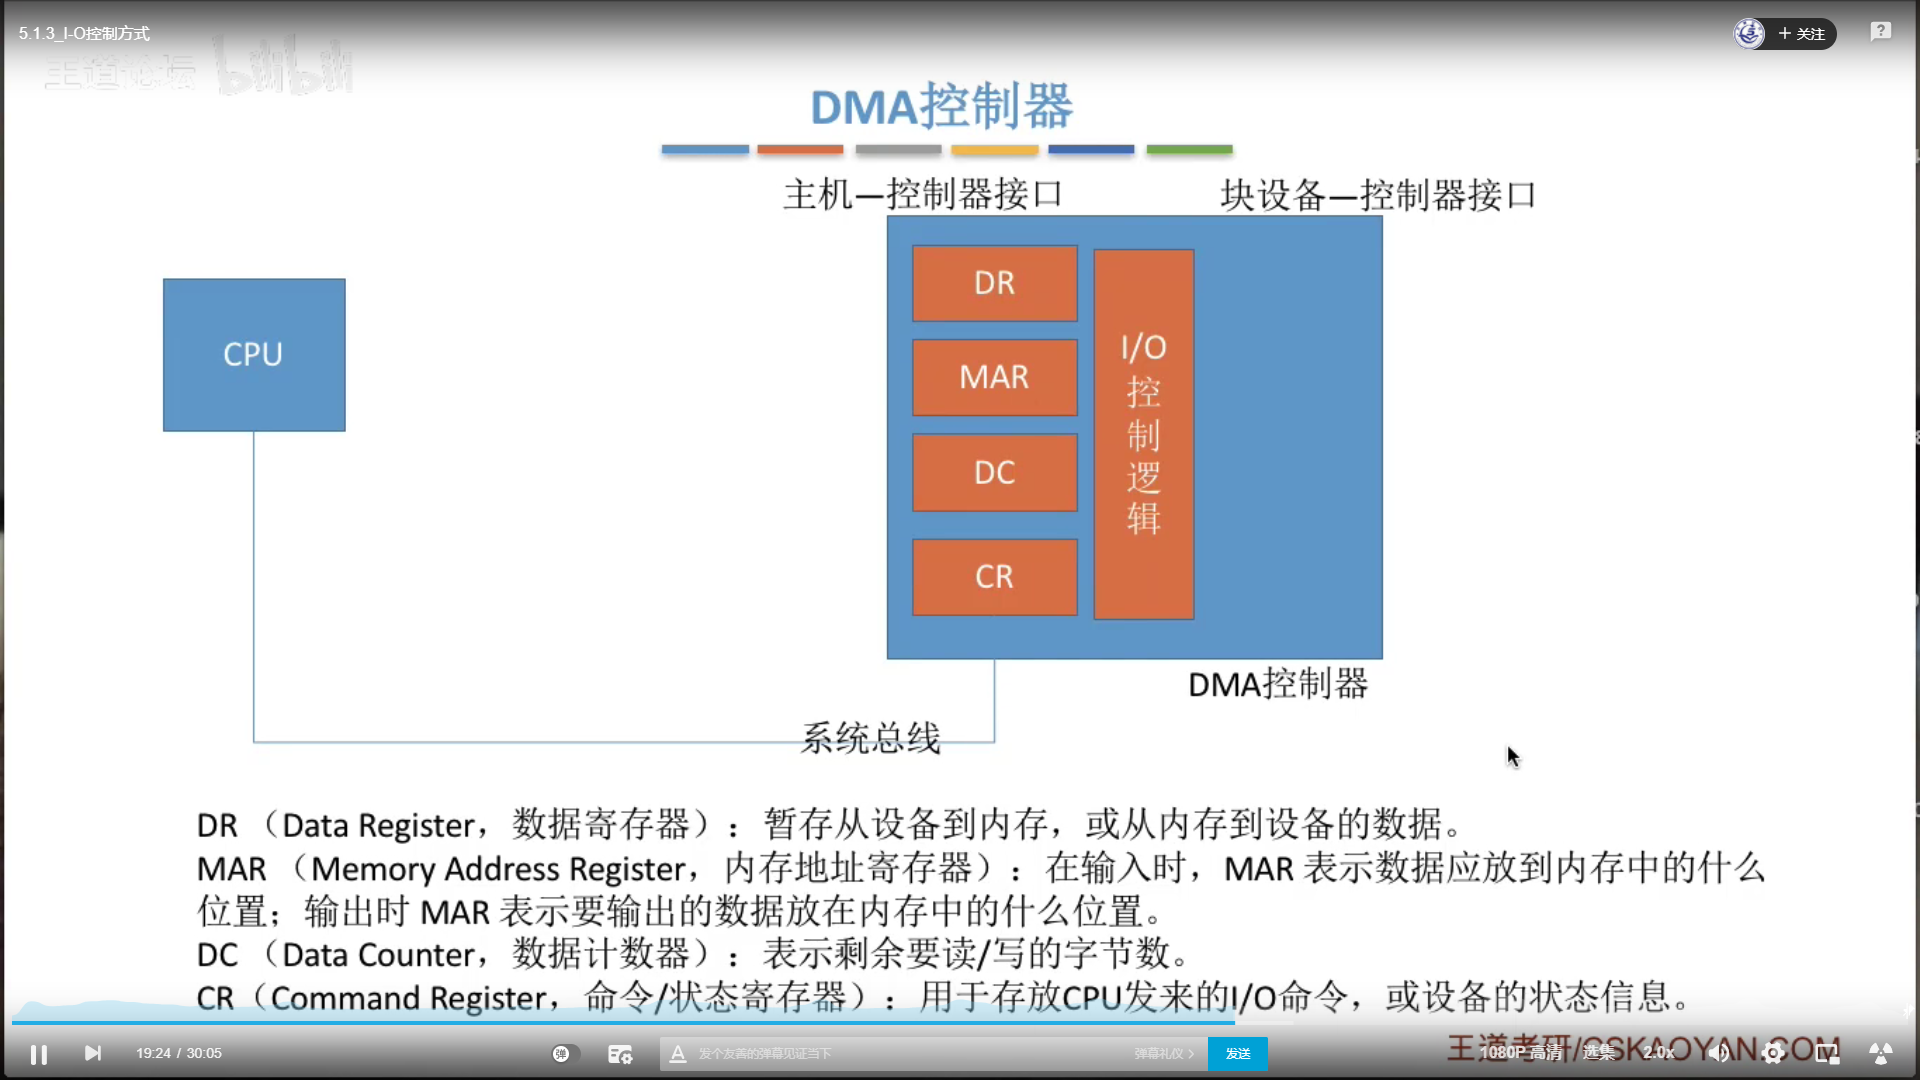 5.1.3_I-O控制方式
+ 关注
王道论坛 bilibili
DMA控制器
主机—控制器接口
块设备—控制器接口
CPU
DR
MAR
DC
CR
I/O
控
制
逻
辑
DMA控制器
系统总线
DR （Data Register，数据寄存器）：暂存从设备到内存，或从内存到设备的数据。
MAR （Memory Address Register，内存地址寄存器）：在输入时，MAR 表示数据应放到内存中的什么
位置；输出时 MAR 表示要输出的数据放在内存中的什么位置。
DC （Data Counter，数据计数器）：表示剩余要读/写的字节数。
CR（Command Register，命令/状态寄存器）：用于存放CPU发来的I/O命令，或设备的状态信息。
王道考研/CSKAOYAN.COM
19:24 / 30:05
弹
A 发个友善的弹幕见证当下
弹幕礼仪 >
发送
1080P 高清
选集
2.0x